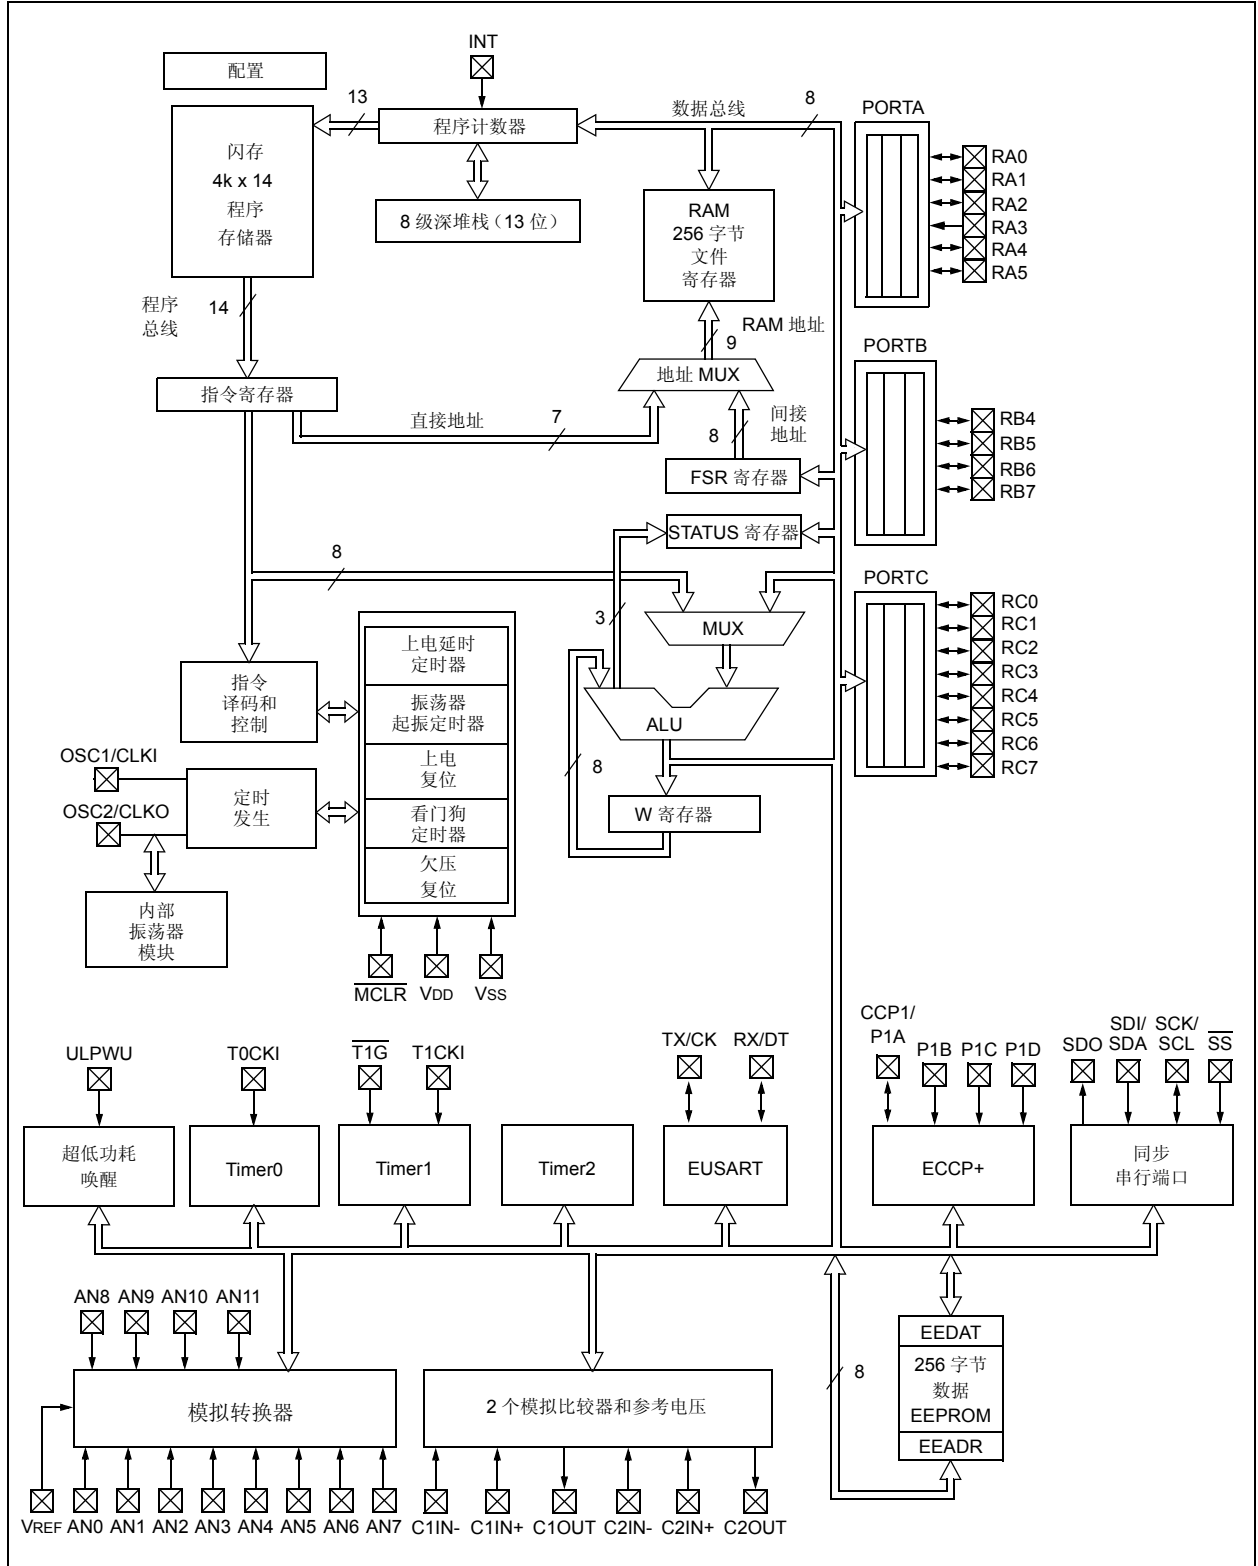 INT
配置
13
程序计数器
数据总线
8
PORTA
闪存
4k x 14
程序
存储器
8 级深堆栈（13 位）
RAM
256 字节
文件
寄存器
RA0
RA1
RA2
RA3
RA4
RA5
程序
总线
14
RAM 地址
9
PORTB
地址 MUX
指令寄存器
直接地址
7
8
间接
地址
FSR 寄存器
RB4
RB5
RB6
RB7
STATUS 寄存器
8
PORTC
3
MUX
RC0
RC1
RC2
RC3
RC4
RC5
RC6
RC7
指令
译码和
控制
上电延时
定时器
振荡器
起振定时器
上电
复位
看门狗
定时器
欠压
复位
ALU
8
W 寄存器
OSC1/CLKI
OSC2/CLKO
定时
发生
内部
振荡器
模块
MCLR
VDD
VSS
ULPWU
T0CKI
T1G
T1CKI
TX/CK
RX/DT
CCP1/
P1A
P1B
P1C
P1D
SDO
SDI/
SDA
SCK/
SCL
SS
超低功耗
唤醒
Timer0
Timer1
Timer2
EUSART
ECCP+
同步
串行端口
AN8
AN9
AN10
AN11
EEDAT
256 字节
数据
EEPROM
EEADR
8
模拟转换器
2 个模拟比较器和参考电压
VREF
AN0
AN1
AN2
AN3
AN4
AN5
AN6
AN7
C1IN-
C1IN+
C1OUT
C2IN-
C2IN+
C2OUT